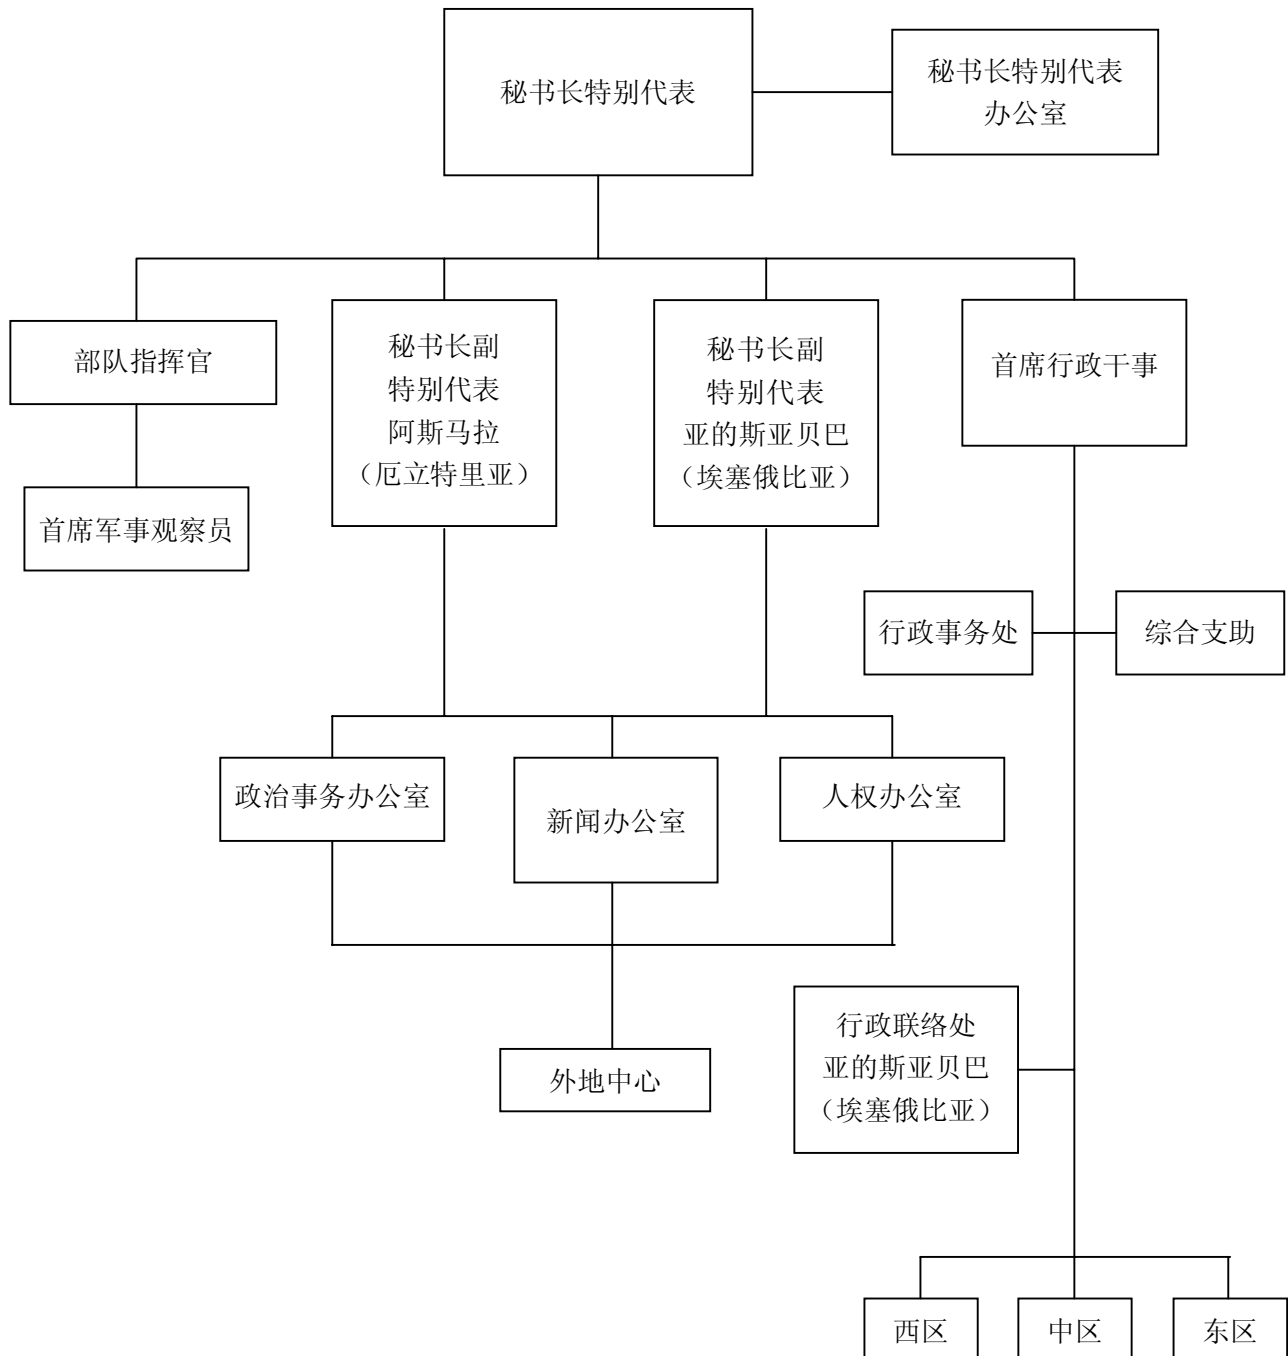 秘书长特别代表
秘书长特别代表
办公室
部队指挥官
秘书长副
特别代表
阿斯马拉
（厄立特里亚）
秘书长副
特别代表
亚的斯亚贝巴
（埃塞俄比亚）
首席行政干事
首席军事观察员
行政事务处
综合支助
政治事务办公室
新闻办公室
人权办公室
行政联络处
亚的斯亚贝巴
（埃塞俄比亚）
外地中心
西区
中区
东区